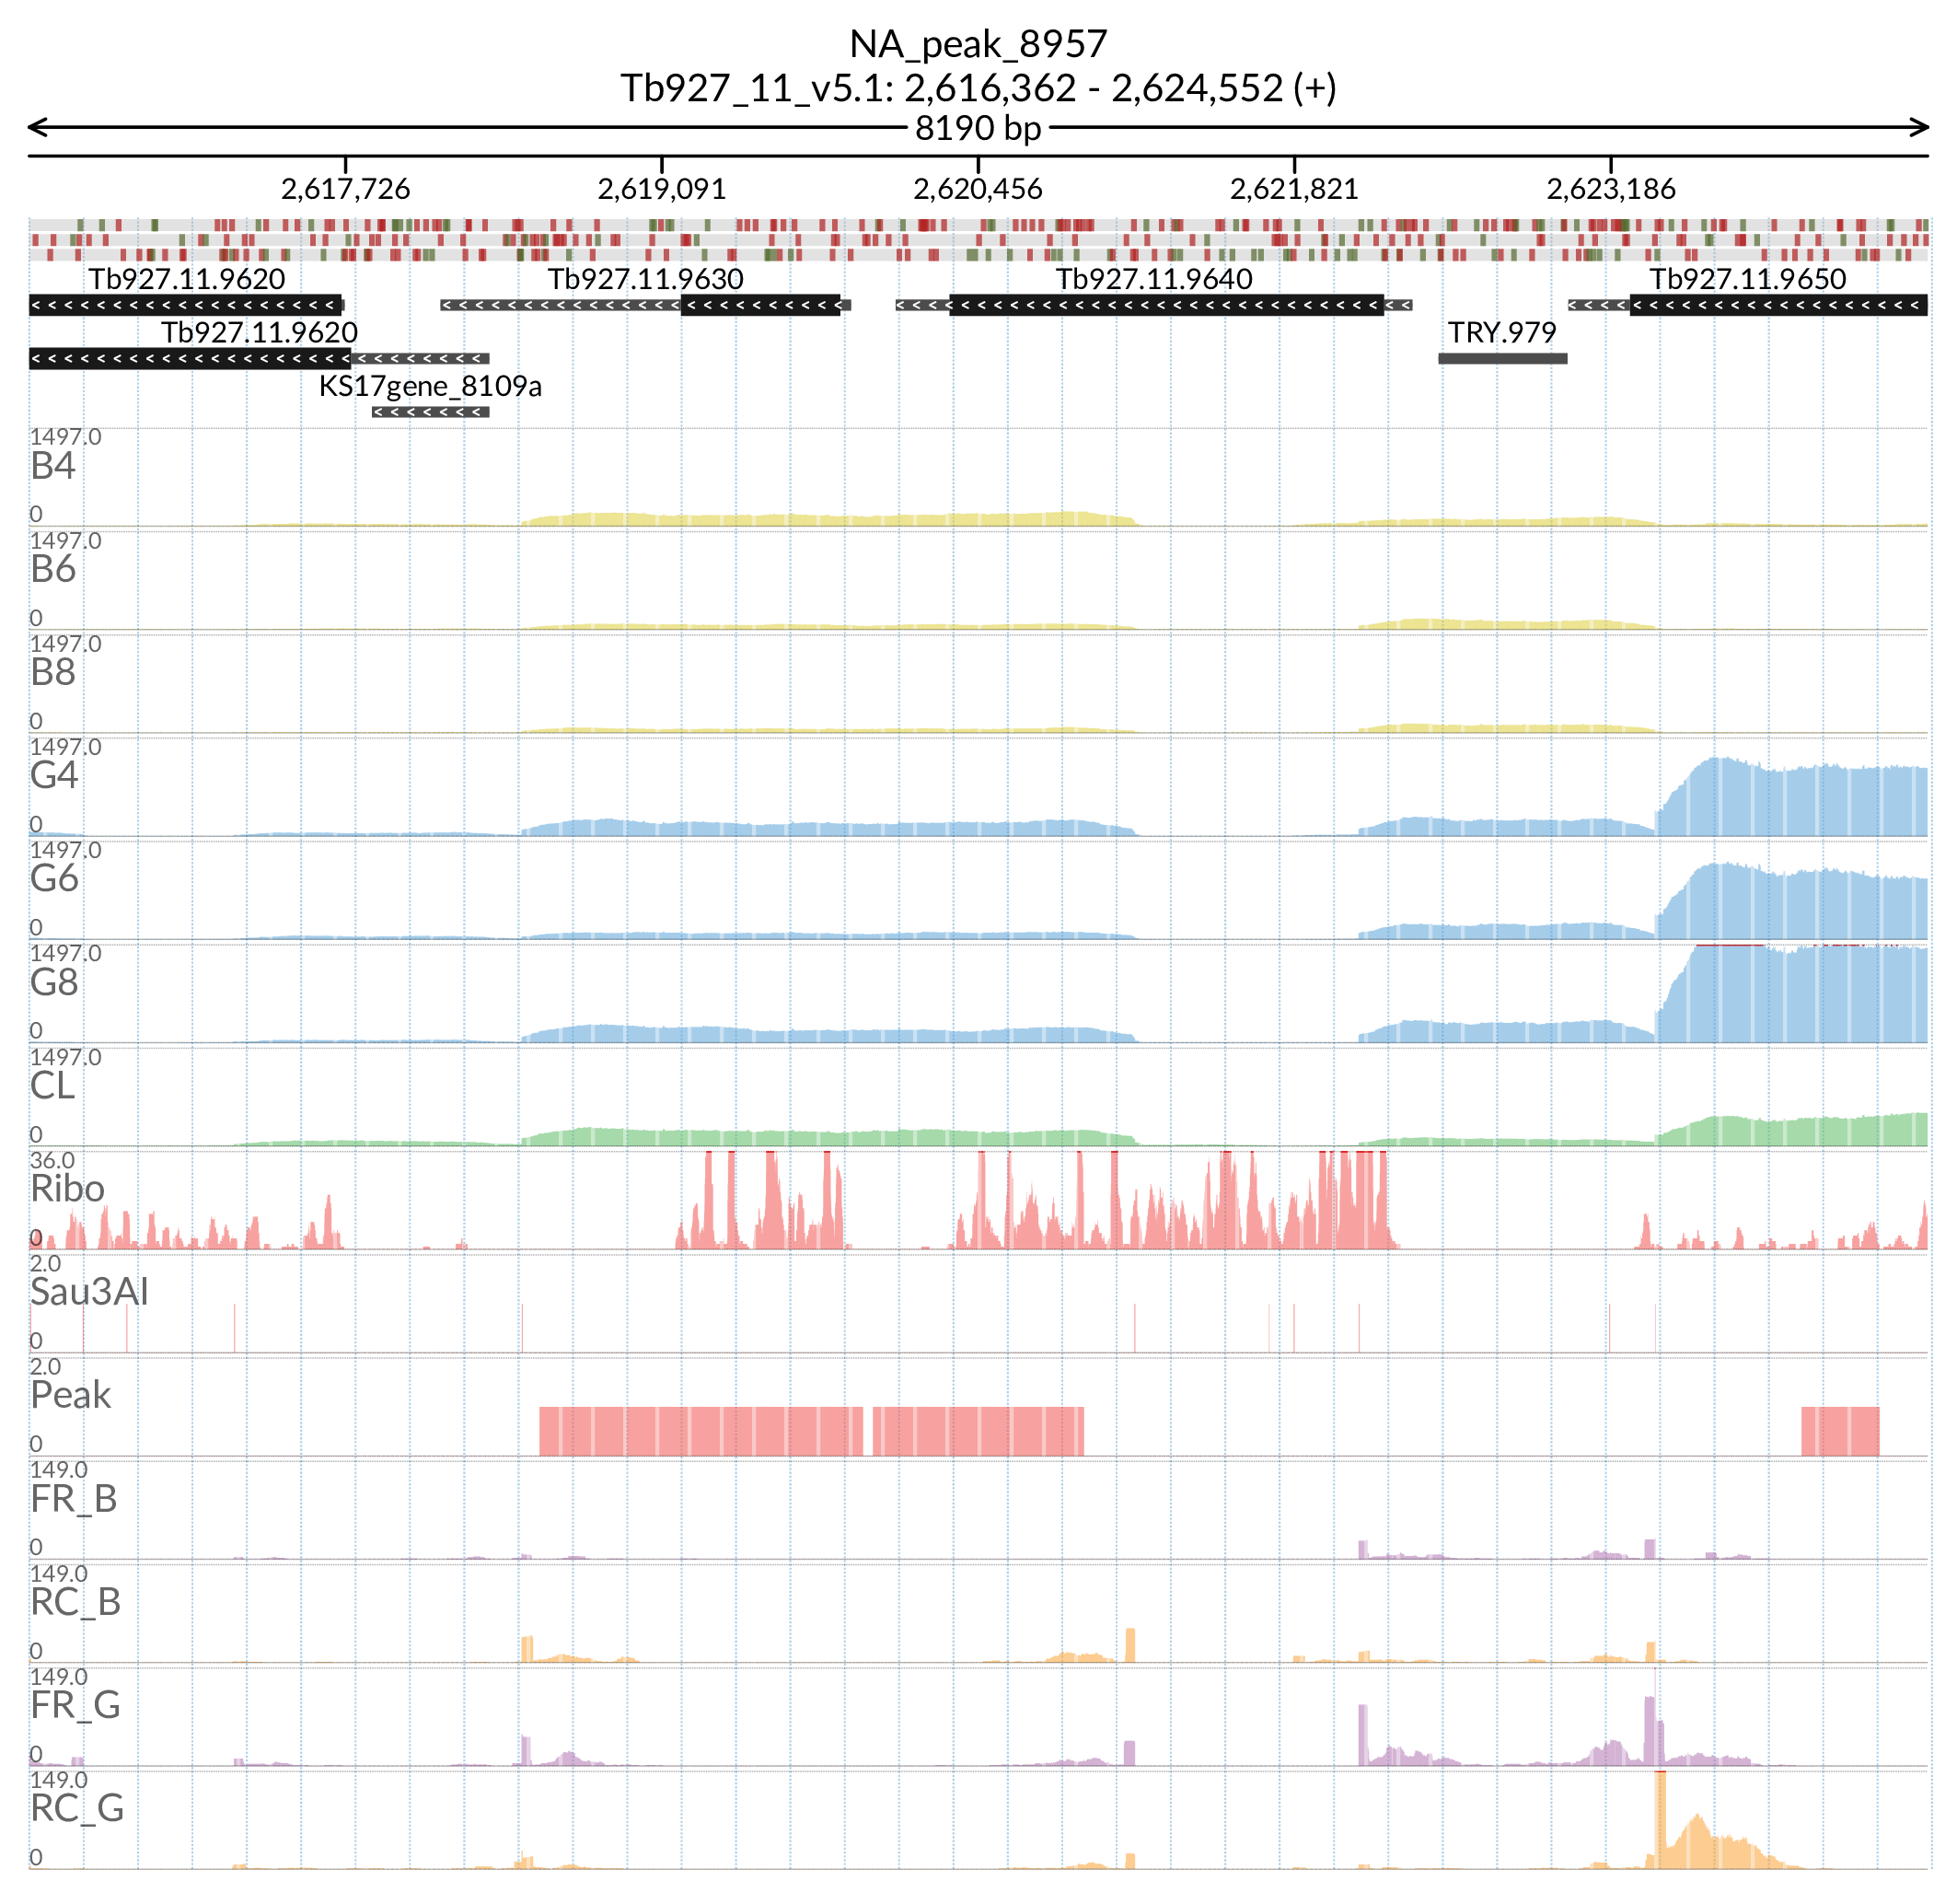 NA_peak_8957
Tb927_11_v5.1: 2,616,362 - 2,624,552 (+)
8190 bp
2,617,726 2,619,091 2,620,456 2,621,821 2,623,186
Tb927.11.9620 Tb927.11.9630 Tb927.11.9640 Tb927.11.9650
Tb927.11.9620 TRY.979
KS17gene_8109a
1497.0
B4
0
1497.0
B6
0
1497.0
B8
0
1497.0
G4
0
1497.0
G6
0
1497.0
G8
0
1497.0
CL
0
36.0
Ribo
0
2.0
Sau3AI
0
2.0
Peak
0
149.0
FR_B
0
149.0
RC_B
0
149.0
FR_G
0
149.0
RC_G
0